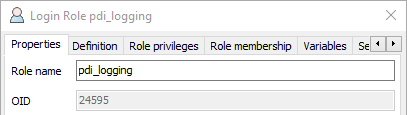 Login Role pdi_logging
Properties Definition Role privileges Role membership Variables Se
Role name pdi_logging
OID 24595